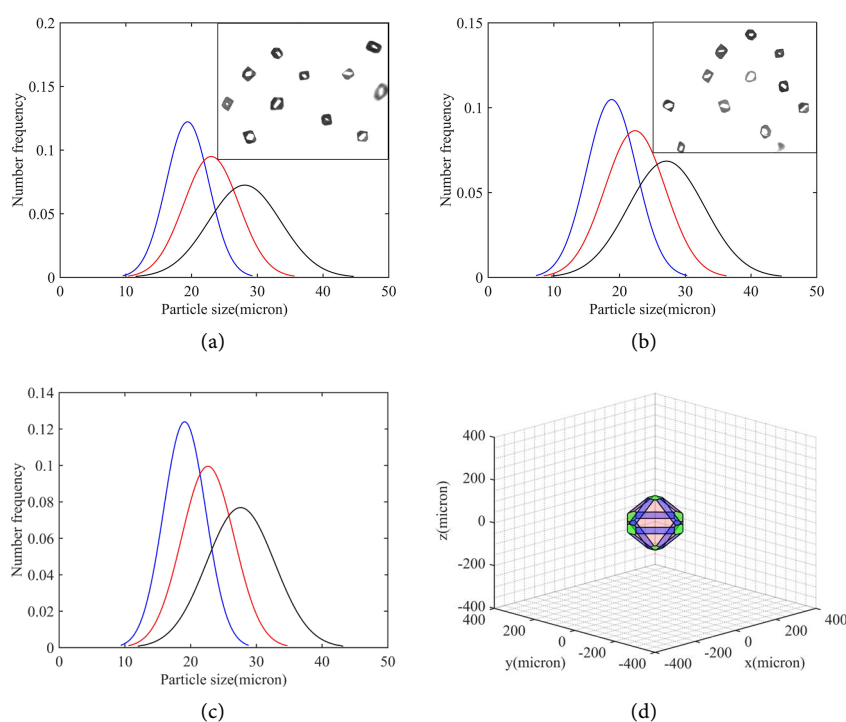 0.2
0.15
0.1
0.05
0
Number frequency
0 10 20 30 40 50
Particle size(micron)
(a)
0.15
0.1
0.05
0
Number frequency
0 10 20 30 40 50
Particle size(micron)
(b)
0.14
0.12
0.1
0.08
0.06
0.04
0.02
0
Number frequency
0 10 20 30 40 50
Particle size(micron)
(c)
400
200
0
-200
-400
z(micron)
400 200 0 -200 -400
y(micron)
-400 -200 0 200 400
x(micron)
(d)